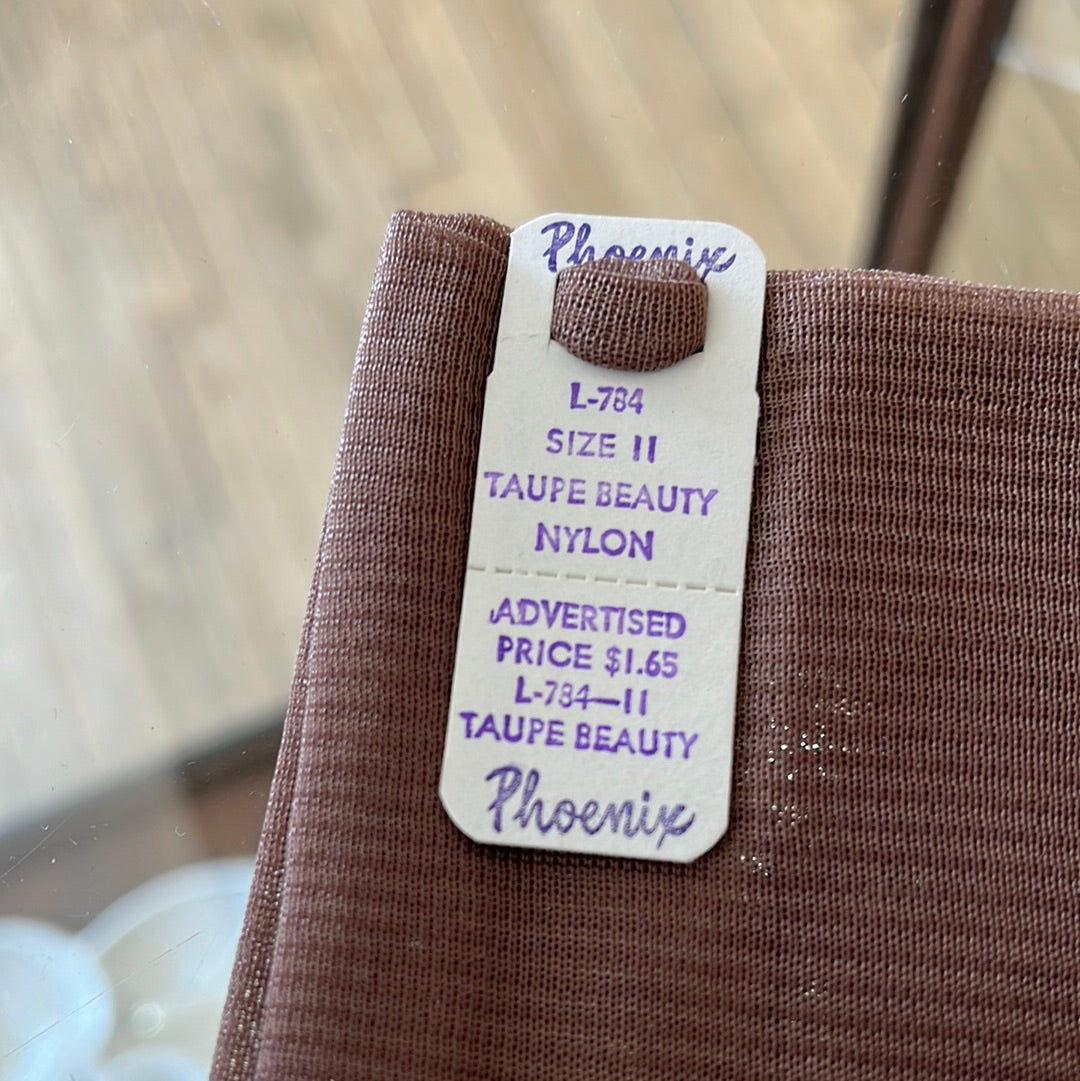 Phoenix
L-784
SIZE 11
TAUPE BEAUTY
NYLON
ADVERTISED
PRICE $1.65
L-784—11
TAUPE BEAUTY
Phoenix